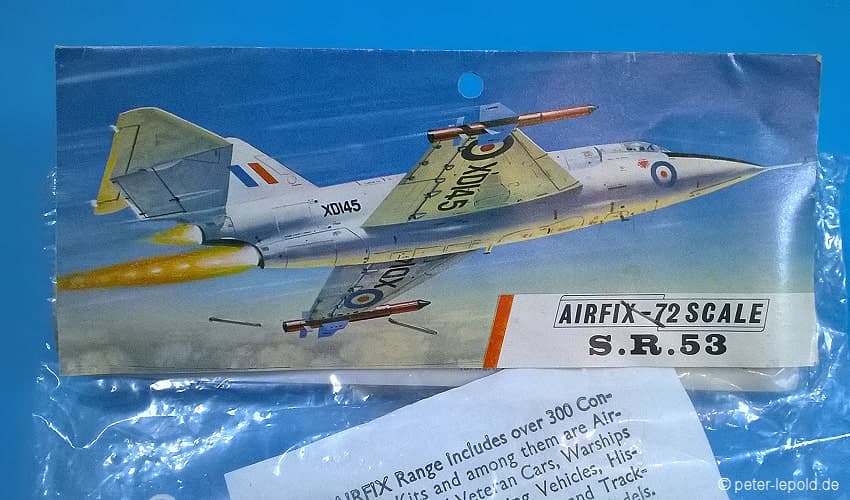 XD145
XD145
XD
AIRFIX-72 SCALE
S.R.53
AIRFIX Range Includes over 300 Con-
Kits and among them are Air-
Veteran Cars, Warships
Vehicles, His-
and Track-
© peter-lepold.de